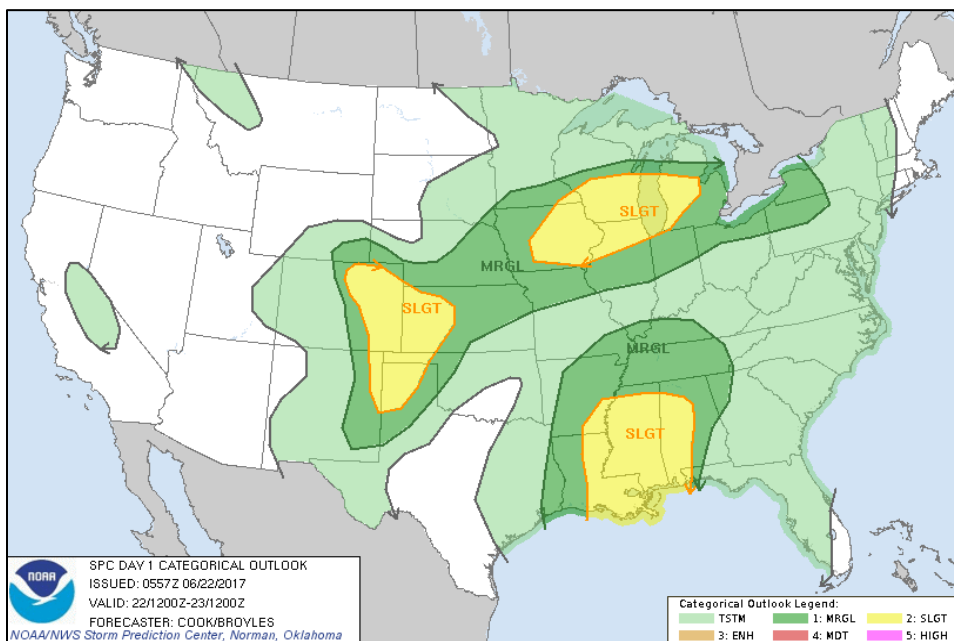 SLGT
MRGL
SLGT
MRGL
SLGT
SPC DAY 1 CATEGORICAL OUTLOOK
ISSUED: 0557Z 06/22/2017
VALID: 22/1200Z-23/1200Z
FORECASTER: COOK/BROYLES
NOAA
NOAA/NWS Storm Prediction Center, Norman, Oklahoma
Categorical Outlook Legend:
TSTM 1: MRGL 2: SLGT
3: ENH 4: MDT 5: HIGH